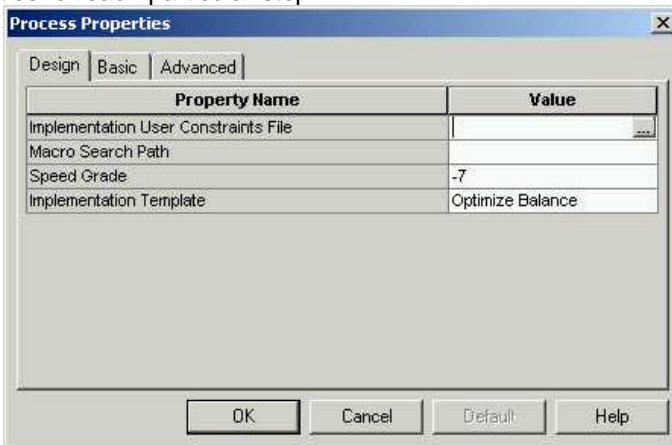 Process Properties
Design Basic Advanced
Property Name Value
Implementation User Constraints File ...
Macro Search Path
Speed Grade -7
Implementation Template Optimize Balance
OK Cancel Default Help